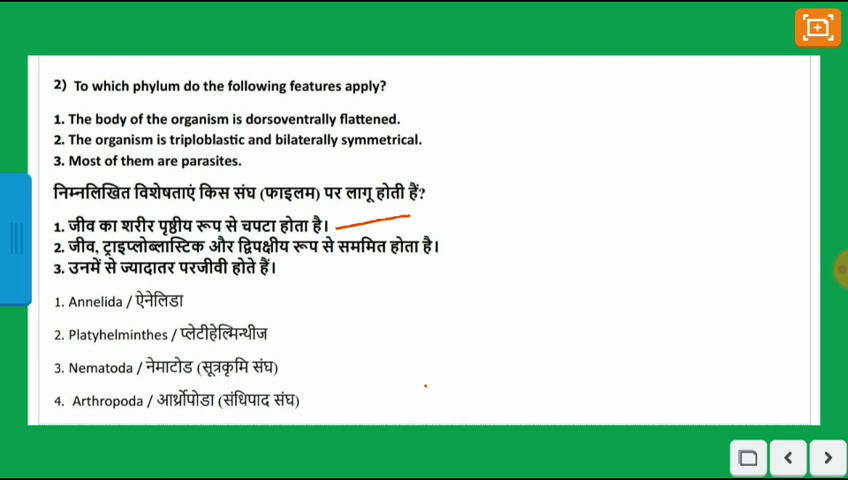 2) To which phylum do the following features apply?
1. The body of the organism is dorsoventrally flattened.
2. The organism is triploblastic and bilaterally symmetrical.
3. Most of them are parasites.
निम्नलिखित विशेषताएं किस संघ (फाइलम) पर लागू होती हैं?
1. जीव का शरीर पृष्ठीय रूप से चपटा होता है।
2. जीव, ट्राइप्लोब्लास्टिक और द्विपक्षीय रूप से सममित होता है।
3. उनमें से ज्यादातर परजीवी होते हैं।
1. Annelida / ऐनेलिडा
2. Platyhelminthes / प्लेटीहेल्मिन्थीज
3. Nematoda / नेमाटोड (सूत्रकृमि संघ)
4. Arthropoda / आर्थ्रोपोडा (संधिपाद संघ)